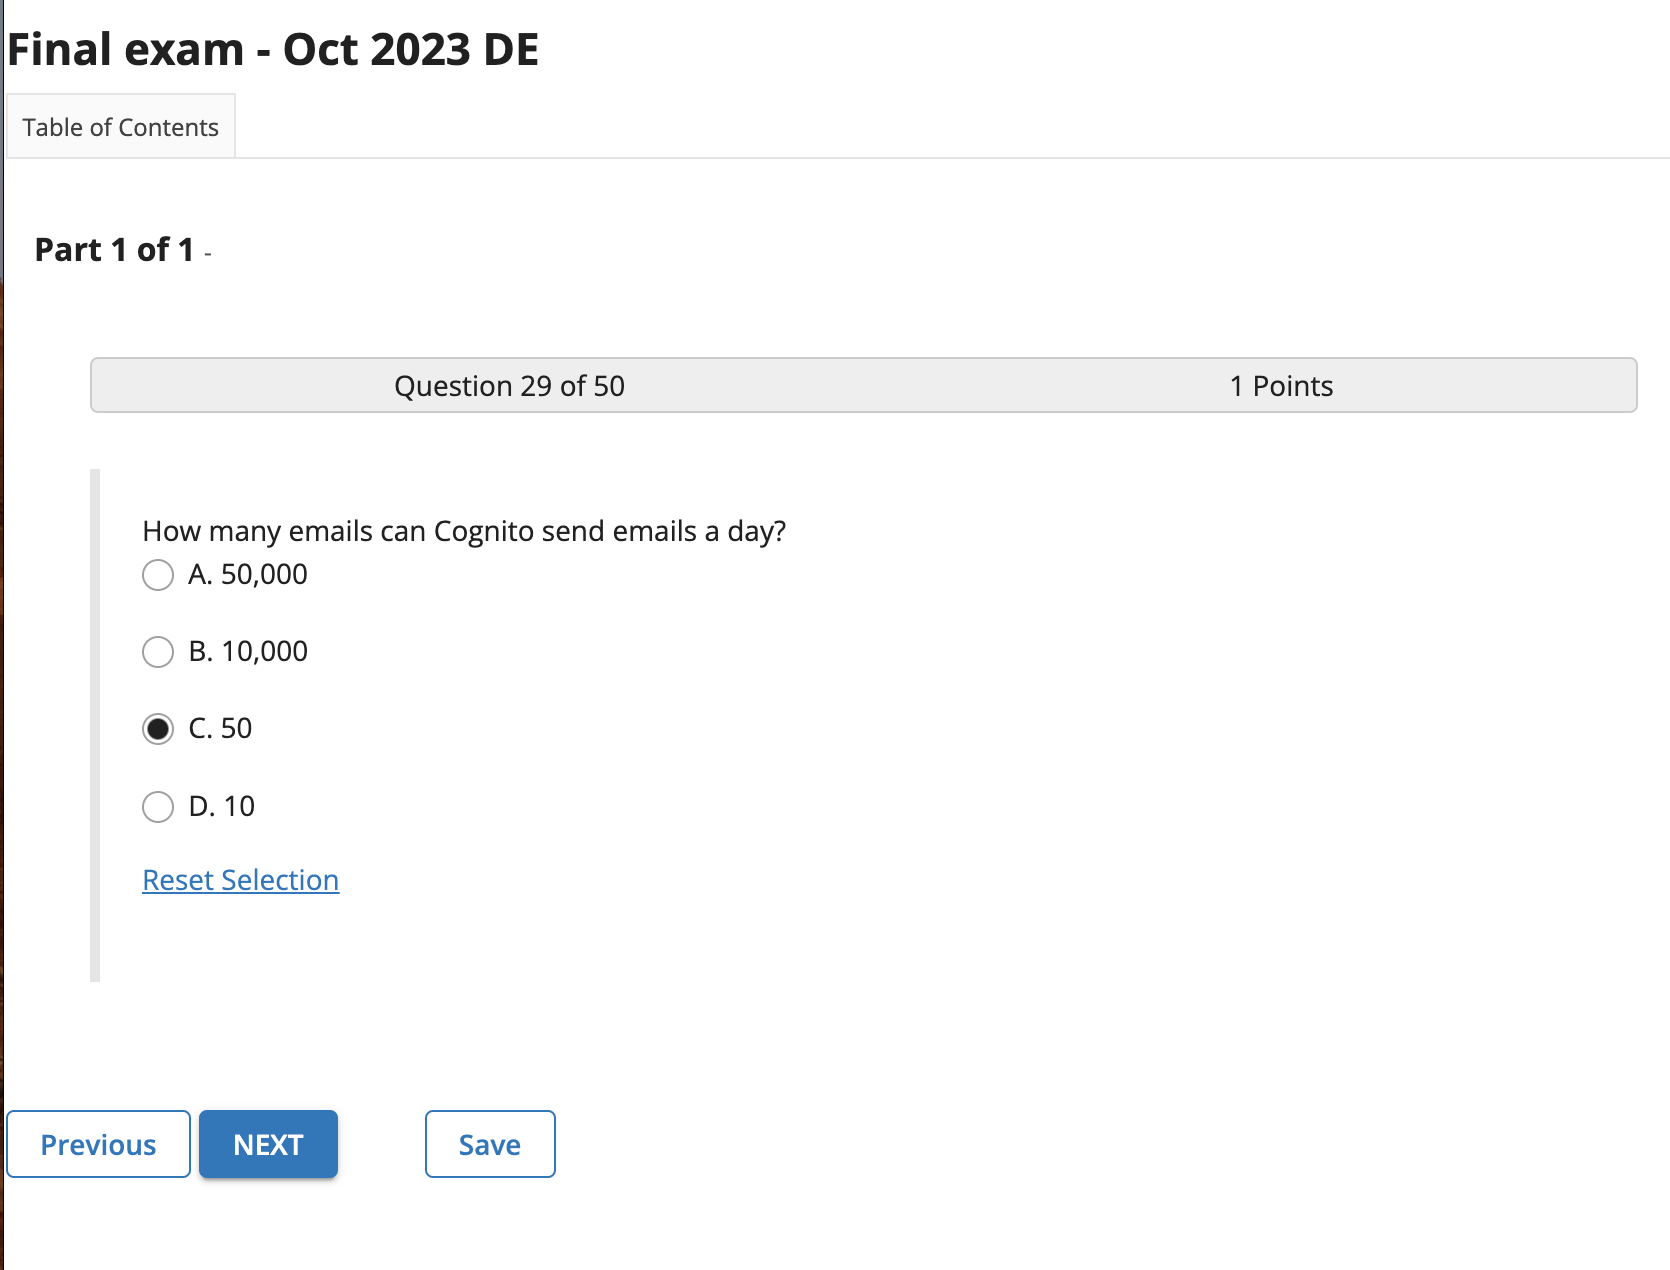 Final exam - Oct 2023 DE
Table of Contents
Part 1 of 1 -
Question 29 of 50
1 Points
How many emails can Cognito send emails a day?
A. 50,000
B. 10,000
C. 50
D. 10
Reset Selection
Previous
NEXT
Save